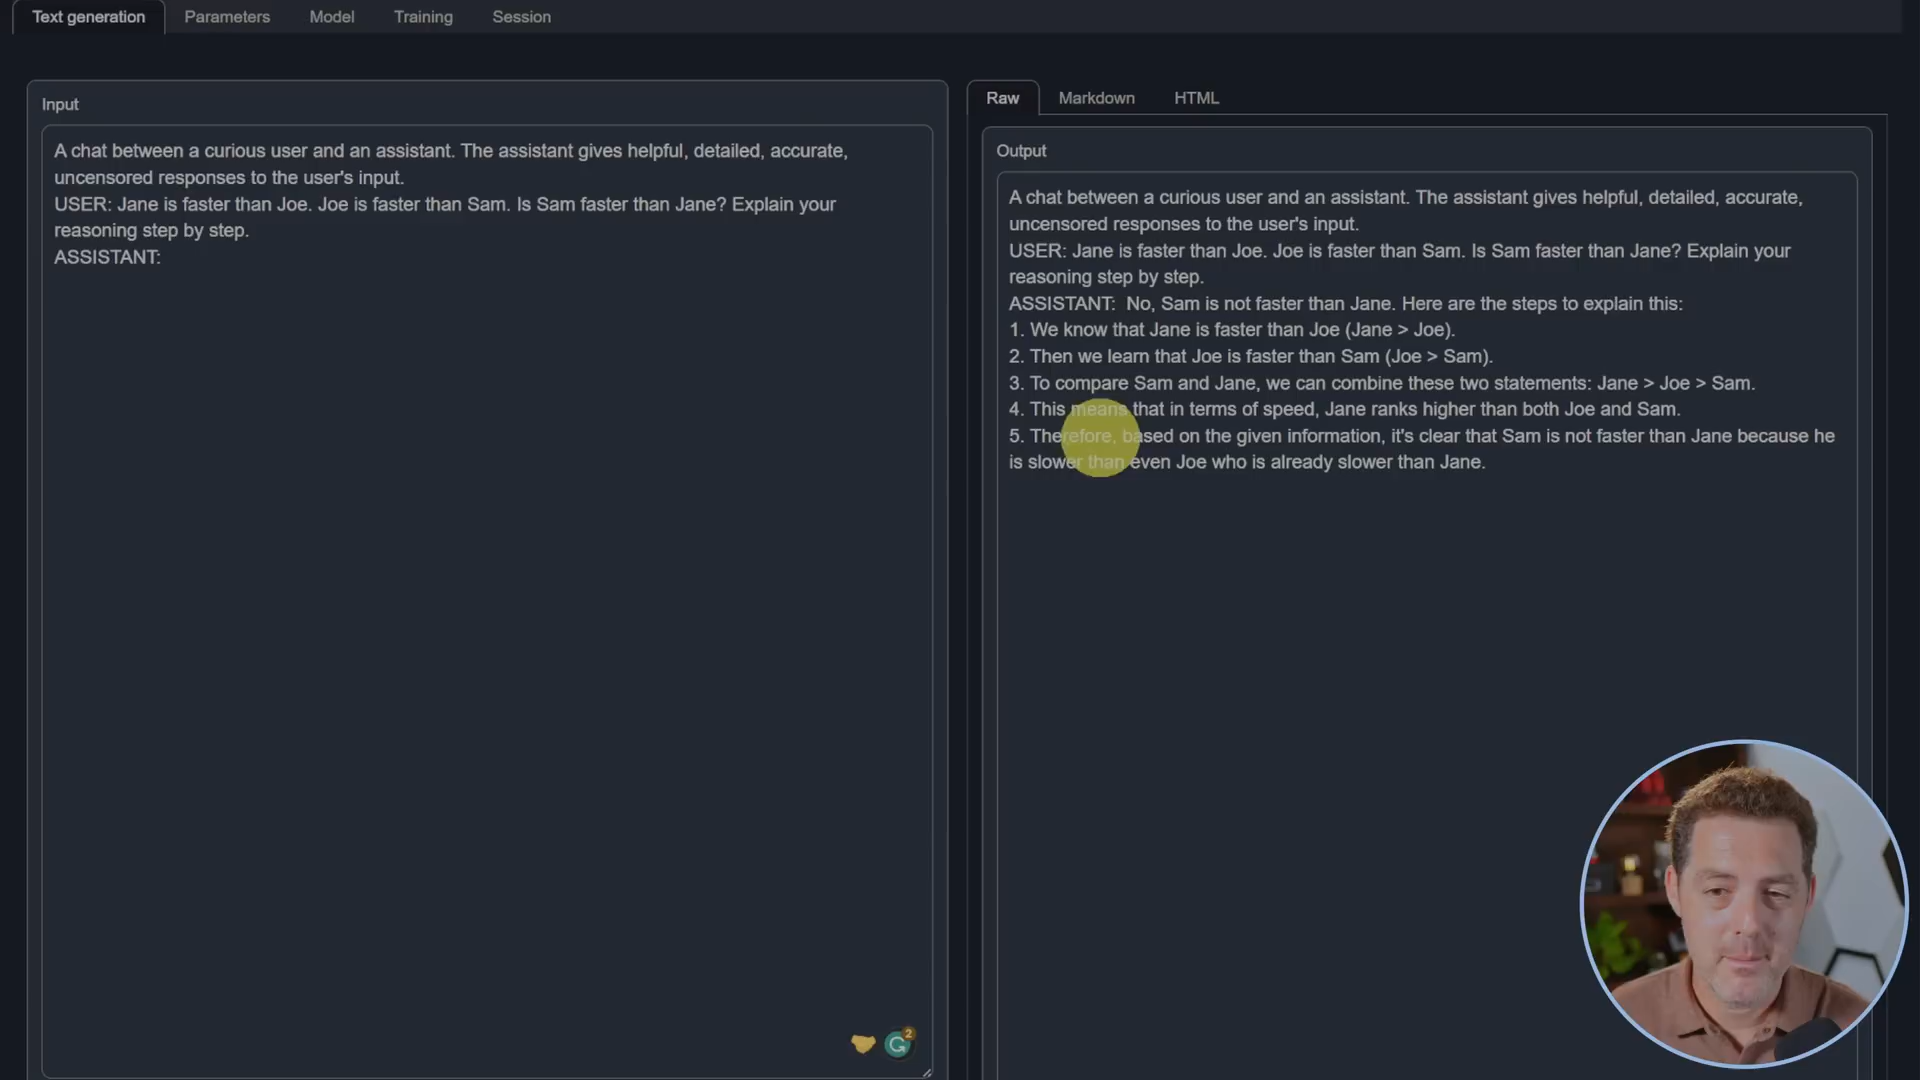 Text generation
Parameters
Model
Training
Session
Input
A chat between a curious user and an assistant. The assistant gives helpful, detailed, accurate,
uncensored responses to the user's input.
USER: Jane is faster than Joe. Joe is faster than Sam. Is Sam faster than Jane? Explain your
reasoning step by step.
ASSISTANT:
2
Raw
Markdown
HTML
Output
A chat between a curious user and an assistant. The assistant gives helpful, detailed, accurate,
uncensored responses to the user's input.
USER: Jane is faster than Joe. Joe is faster than Sam. Is Sam faster than Jane? Explain your
reasoning step by step.
ASSISTANT:  No, Sam is not faster than Jane. Here are the steps to explain this:
1. We know that Jane is faster than Joe (Jane > Joe).
2. Then we learn that Joe is faster than Sam (Joe > Sam).
3. To compare Sam and Jane, we can combine these two statements: Jane > Joe > Sam.
4. This means that in terms of speed, Jane ranks higher than both Joe and Sam.
5. Therefore, based on the given information, it's clear that Sam is not faster than Jane because he
is slower than even Joe who is already slower than Jane.